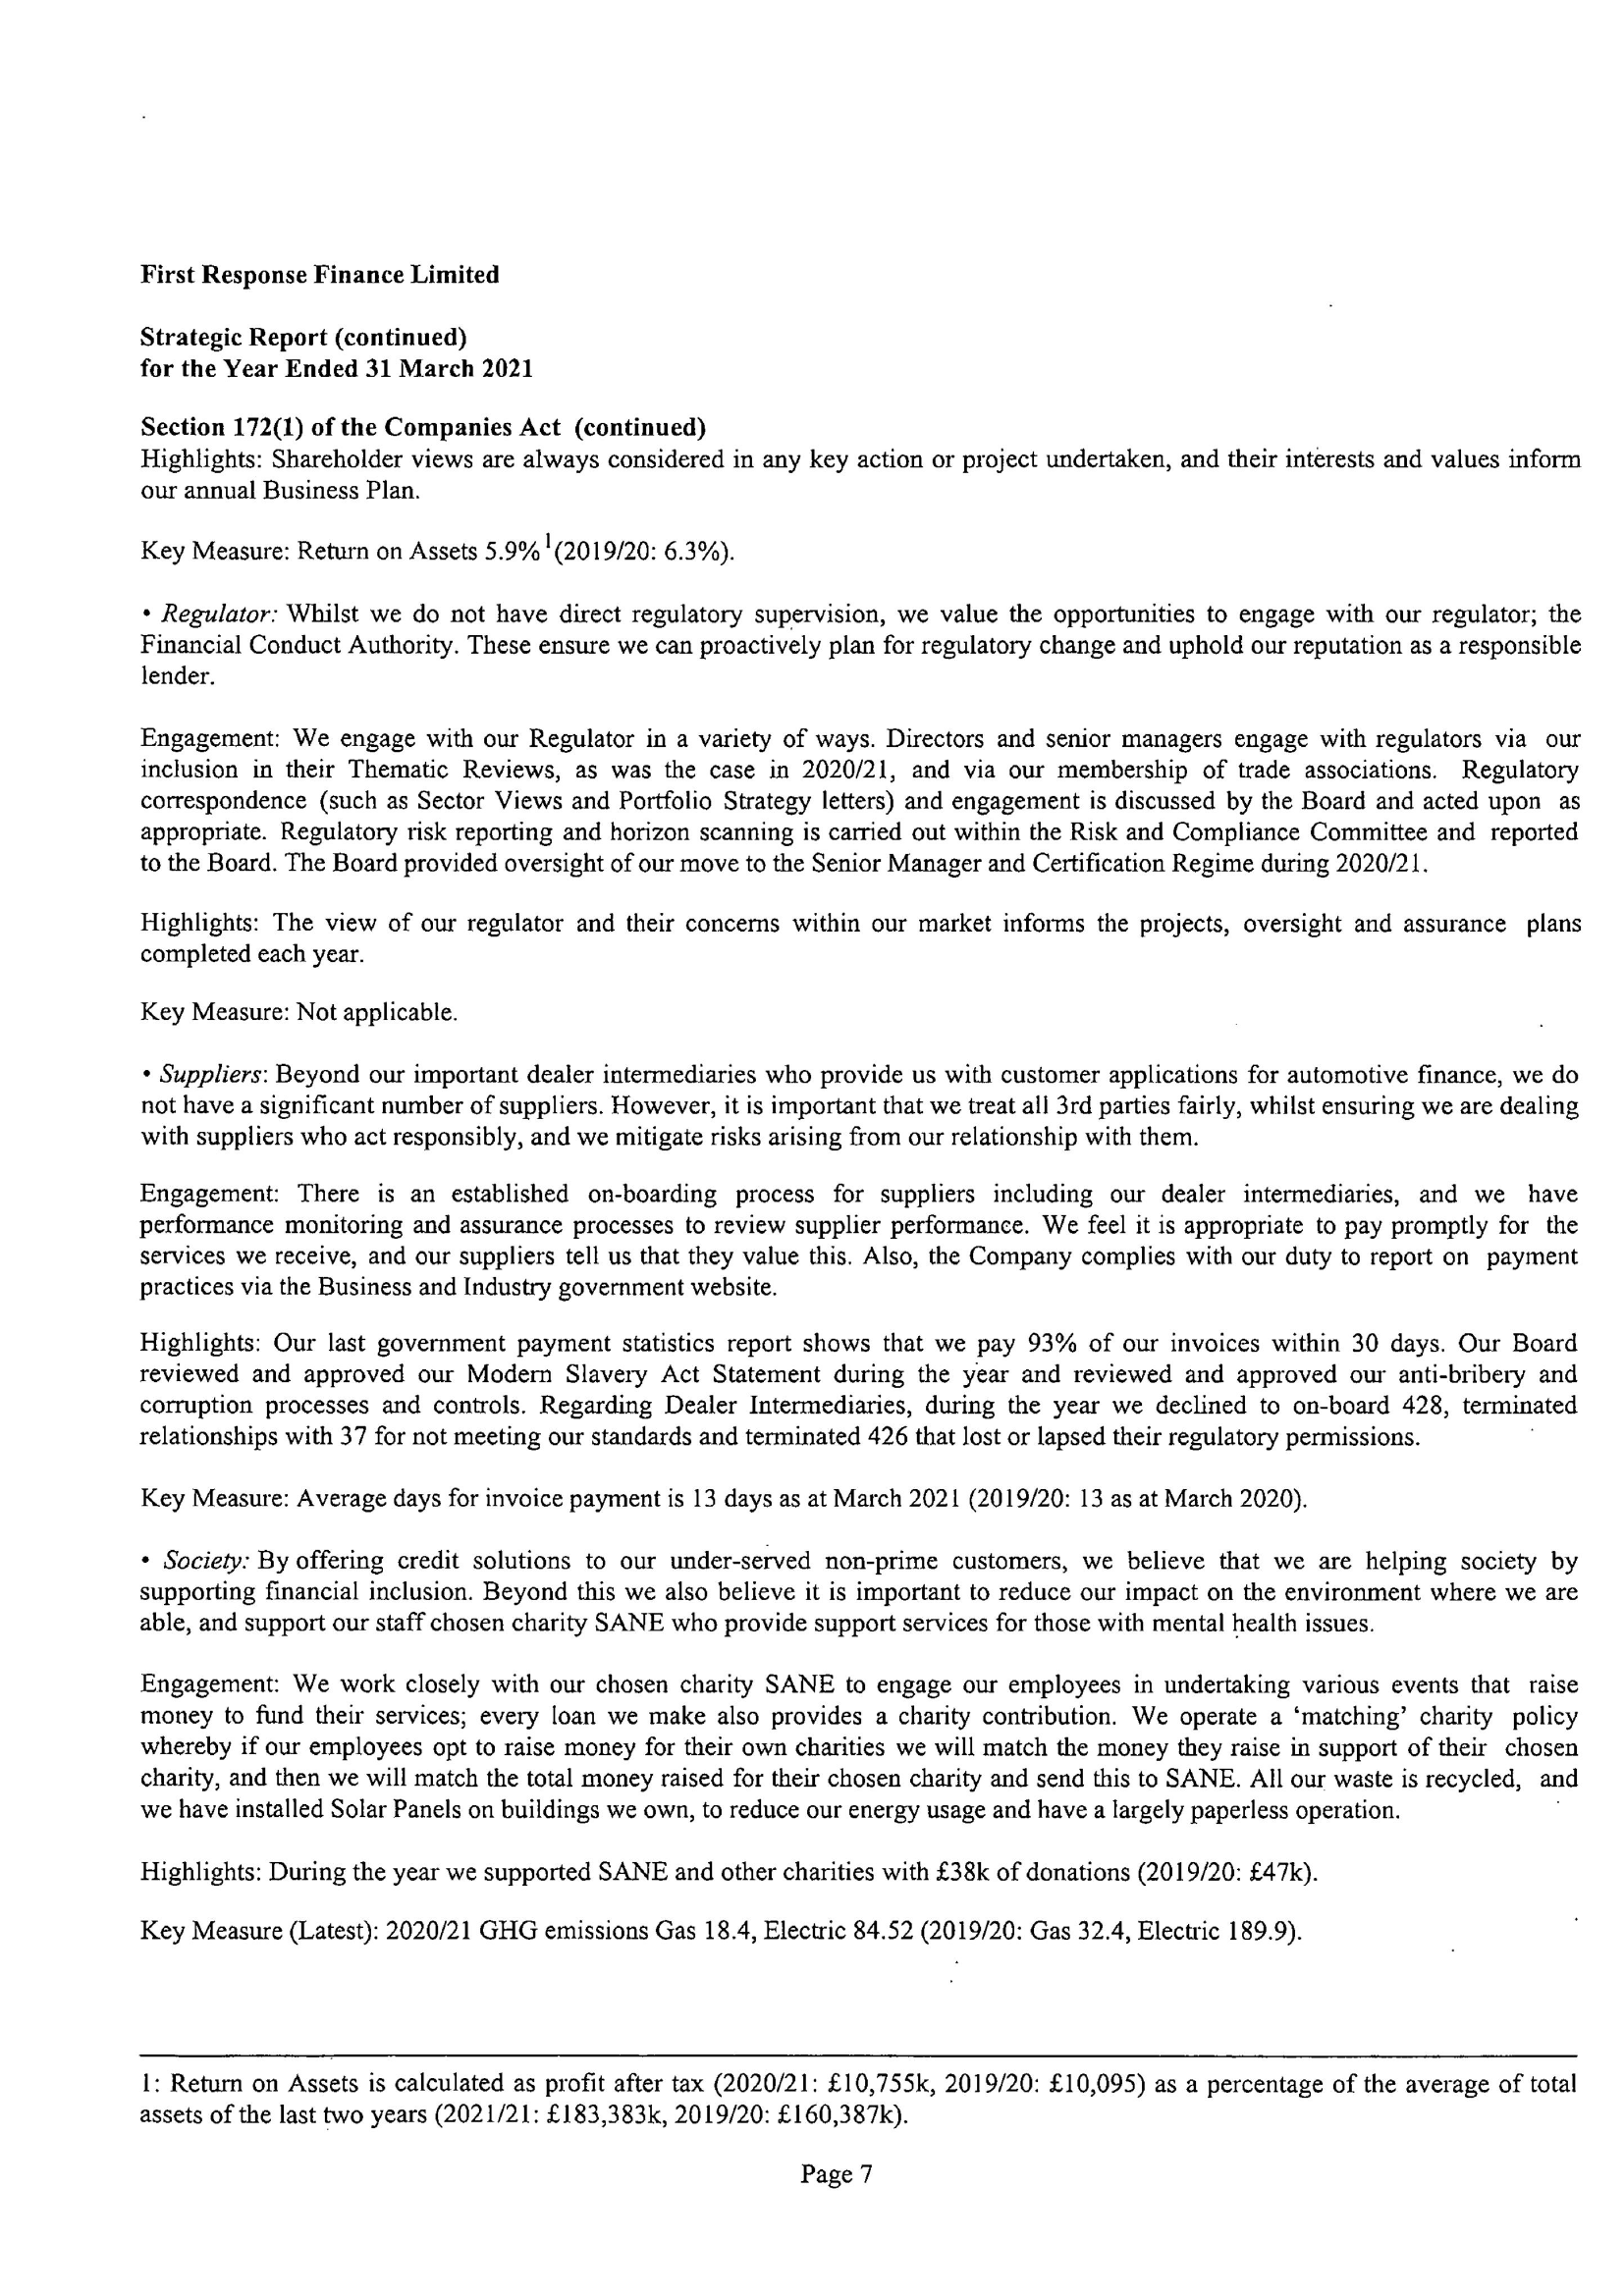 First Response Finance Limited
Strategic Report (continued)
for the Year Ended 31 March 2021
Section 172(1) of the Companies Act (continued)
Highlights: Shareholder views are always considered in any key action or project undertaken, and their interests and values inform
our annual Business Plan.
Key Measure: Return on Assets 5.9% 1(2019/20: 6.3%).
• Regulator: Whilst we do not have direct regulatory supervision, we value the opportunities to engage with our regulator; the
Financial Conduct Authority. These ensure we can proactively plan for regulatory change and uphold our reputation as a responsible
lender.
Engagement: We engage with our Regulator in a variety of ways. Directors and senior managers engage with regulators via our
inclusion in their Thematic Reviews, as was the case in 2020/21, and via our membership of trade associations. Regulatory
correspondence (such as Sector Views and Portfolio Strategy letters) and engagement is discussed by the Board and acted upon as
appropriate. Regulatory risk reporting and horizon scanning is carried out within the Risk and Compliance Committee and reported
to the Board. The Board provided oversight of our move to the Senior Manager and Certification Regime during 2020/21.
Highlights: The view of our regulator and their concerns within our market informs the projects, oversight and assurance plans
completed each year.
Key Measure: Not applicable.
• Suppliers: Beyond our important dealer intermediaries who provide us with customer applications for automotive finance, we do
not have a significant number of suppliers. However, it is important that we treat all 3rd parties fairly, whilst ensuring we are dealing
with suppliers who act responsibly, and we mitigate risks arising from our relationship with them.
Engagement: There is an established on-boarding process for suppliers including our dealer intermediaries, and we have
performance monitoring and assurance processes to review supplier performance. We feel it is appropriate to pay promptly for the
services we receive, and our suppliers tell us that they value this. Also, the Company complies with our duty to report on payment
practices via the Business and Industry government website.
Highlights: Our last government payment statistics report shows that we pay 93% of our invoices within 30 days. Our Board
reviewed and approved our Modern Slavery Act Statement during the year and reviewed and approved our anti-bribery and
corruption processes and controls. Regarding Dealer Intermediaries, during the year we declined to on-board 428, terminated
relationships with 37 for not meeting our standards and terminated 426 that lost or lapsed their regulatory permissions.
Key Measure: Average days for invoice payment is 13 days as at March 2021 (2019/20: 13 as at March 2020).
• Society: By offering credit solutions to our under-served non-prime customers, we believe that we are helping society by
supporting financial inclusion. Beyond this we also believe it is important to reduce our impact on the environment where we are
able, and support our staff chosen charity SANE who provide support services for those with mental health issues.
Engagement: We work closely with our chosen charity SANE to engage our employees in undertaking various events that raise
money to fund their services; every loan we make also provides a charity contribution. We operate a ‘matching’ charity policy
whereby if our employees opt to raise money for their own charities we will match the money they raise in support of their chosen
charity, and then we will match the total money raised for their chosen charity and send this to SANE. All our waste is recycled, and
we have installed Solar Panels on buildings we own, to reduce our energy usage and have a largely paperless operation.
Highlights: During the year we supported SANE and other charities with £38k of donations (2019/20: £47k).
Key Measure (Latest): 2020/21 GHG emissions Gas 18.4, Electric 84.52 (2019/20: Gas 32.4, Electric 189.9).
1: Return on Assets is calculated as profit after tax (2020/21: £10,755k, 2019/20: £10,095) as a percentage of the average of total
assets of the last two years (2021/21: £183,383k, 2019/20: £160,387k).
Page 7